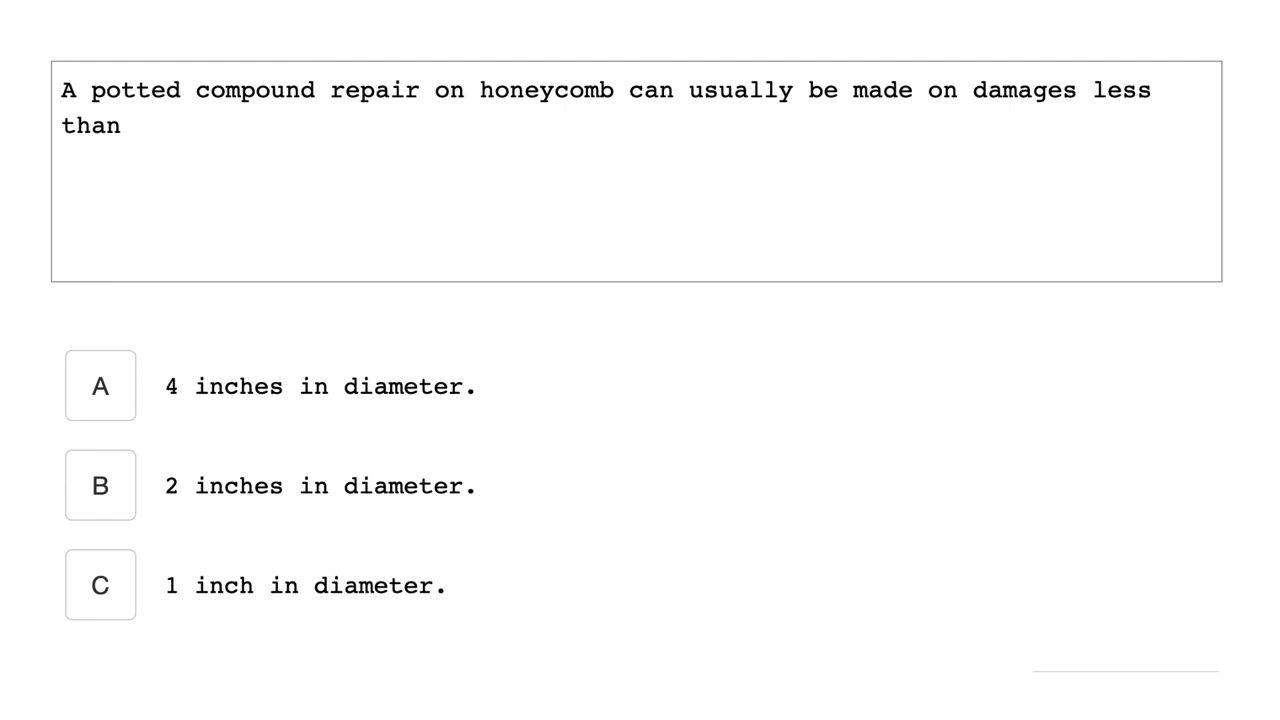 A potted compound repair on honeycomb can usually be made on damages less
than
A 4 inches in diameter.
B 2 inches in diameter.
C 1 inch in diameter.